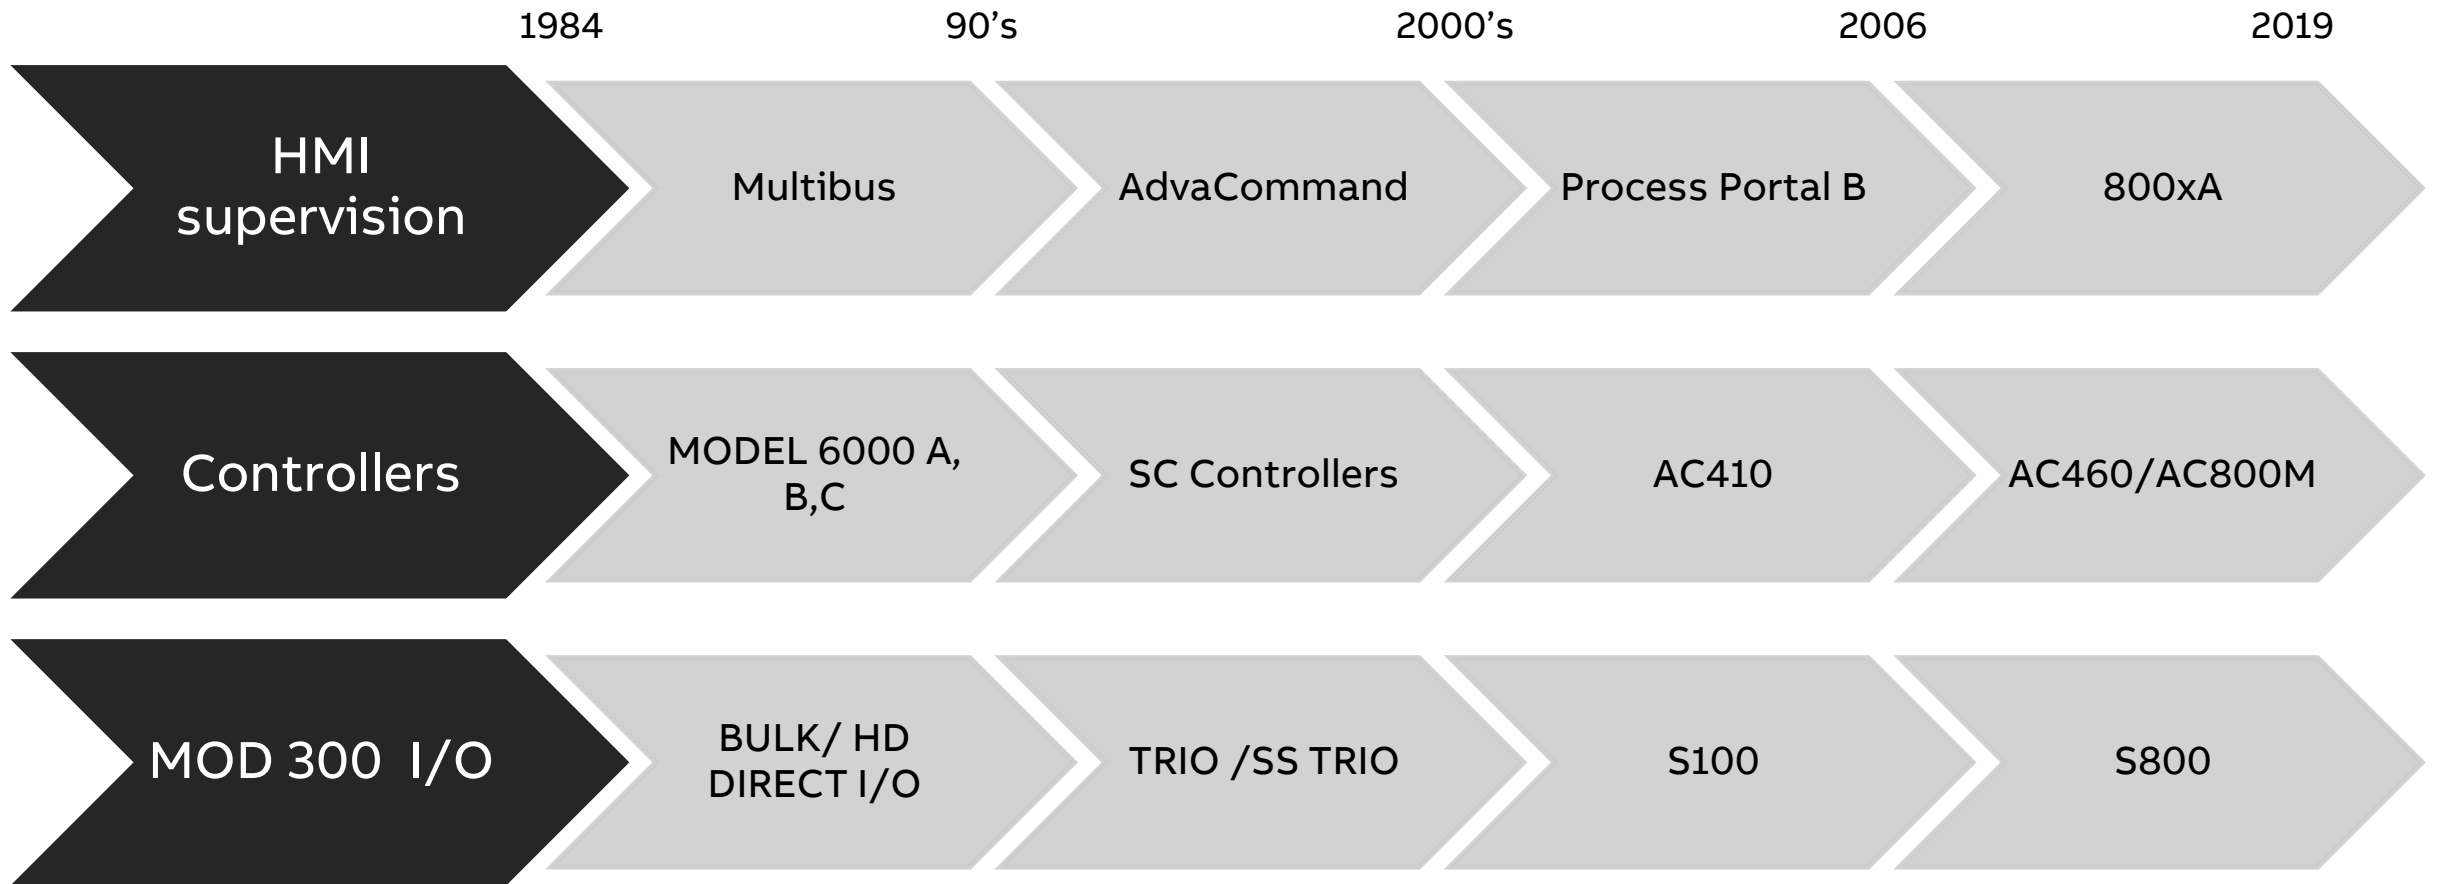 1984 90’s 2000’s 2006 2019
HMI
supervision
Multibus
AdvaCommand
Process Portal B
800xA
Controllers
MODEL 6000 A,
B,C
SC Controllers
AC410
AC460/AC800M
MOD 300 I/O
BULK/ HD
DIRECT I/O
TRIO /SS TRIO
S100
S800